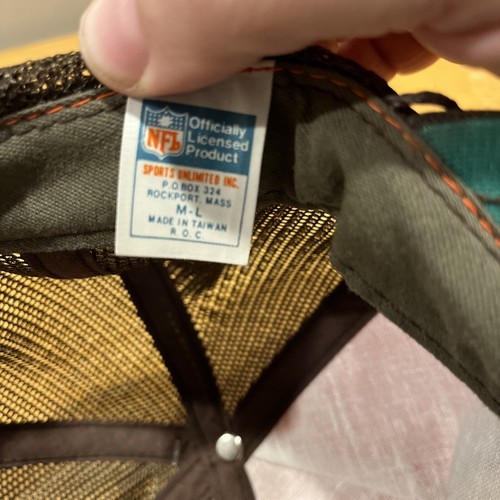 NFL
Officially
Licensed
Product
SPORTS UNLIMITED INC.
P.O.BOX 324
ROCKPORT, MASS
M-L
MADE IN TAIWAN
R.O.C.